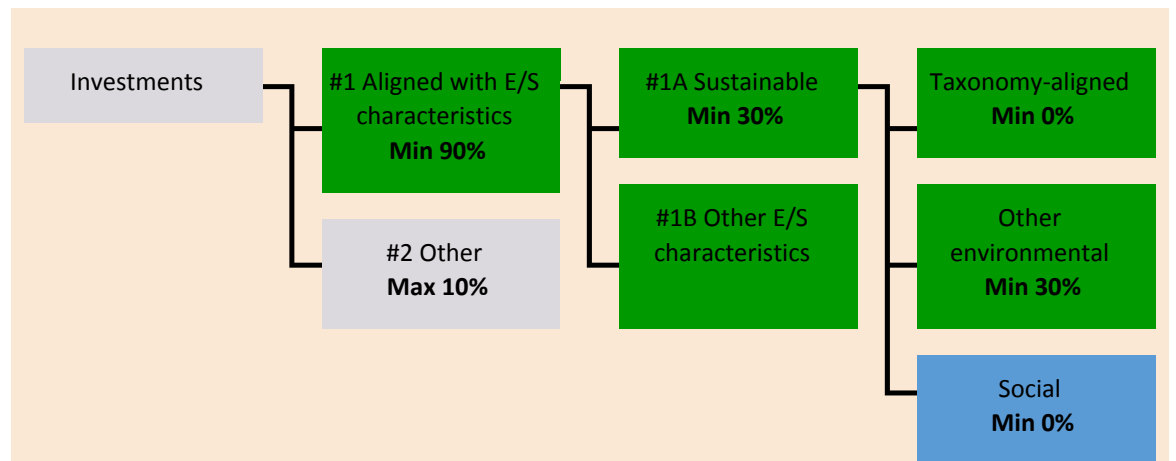 Investments
#1 Aligned with E/S
characteristics
Min 90%
#2 Other
Max 10%
#1A Sustainable
Min 30%
#1B Other E/S
characteristics
Taxonomy-aligned
Min 0%
Other
environmental
Min 30%
Social
Min 0%